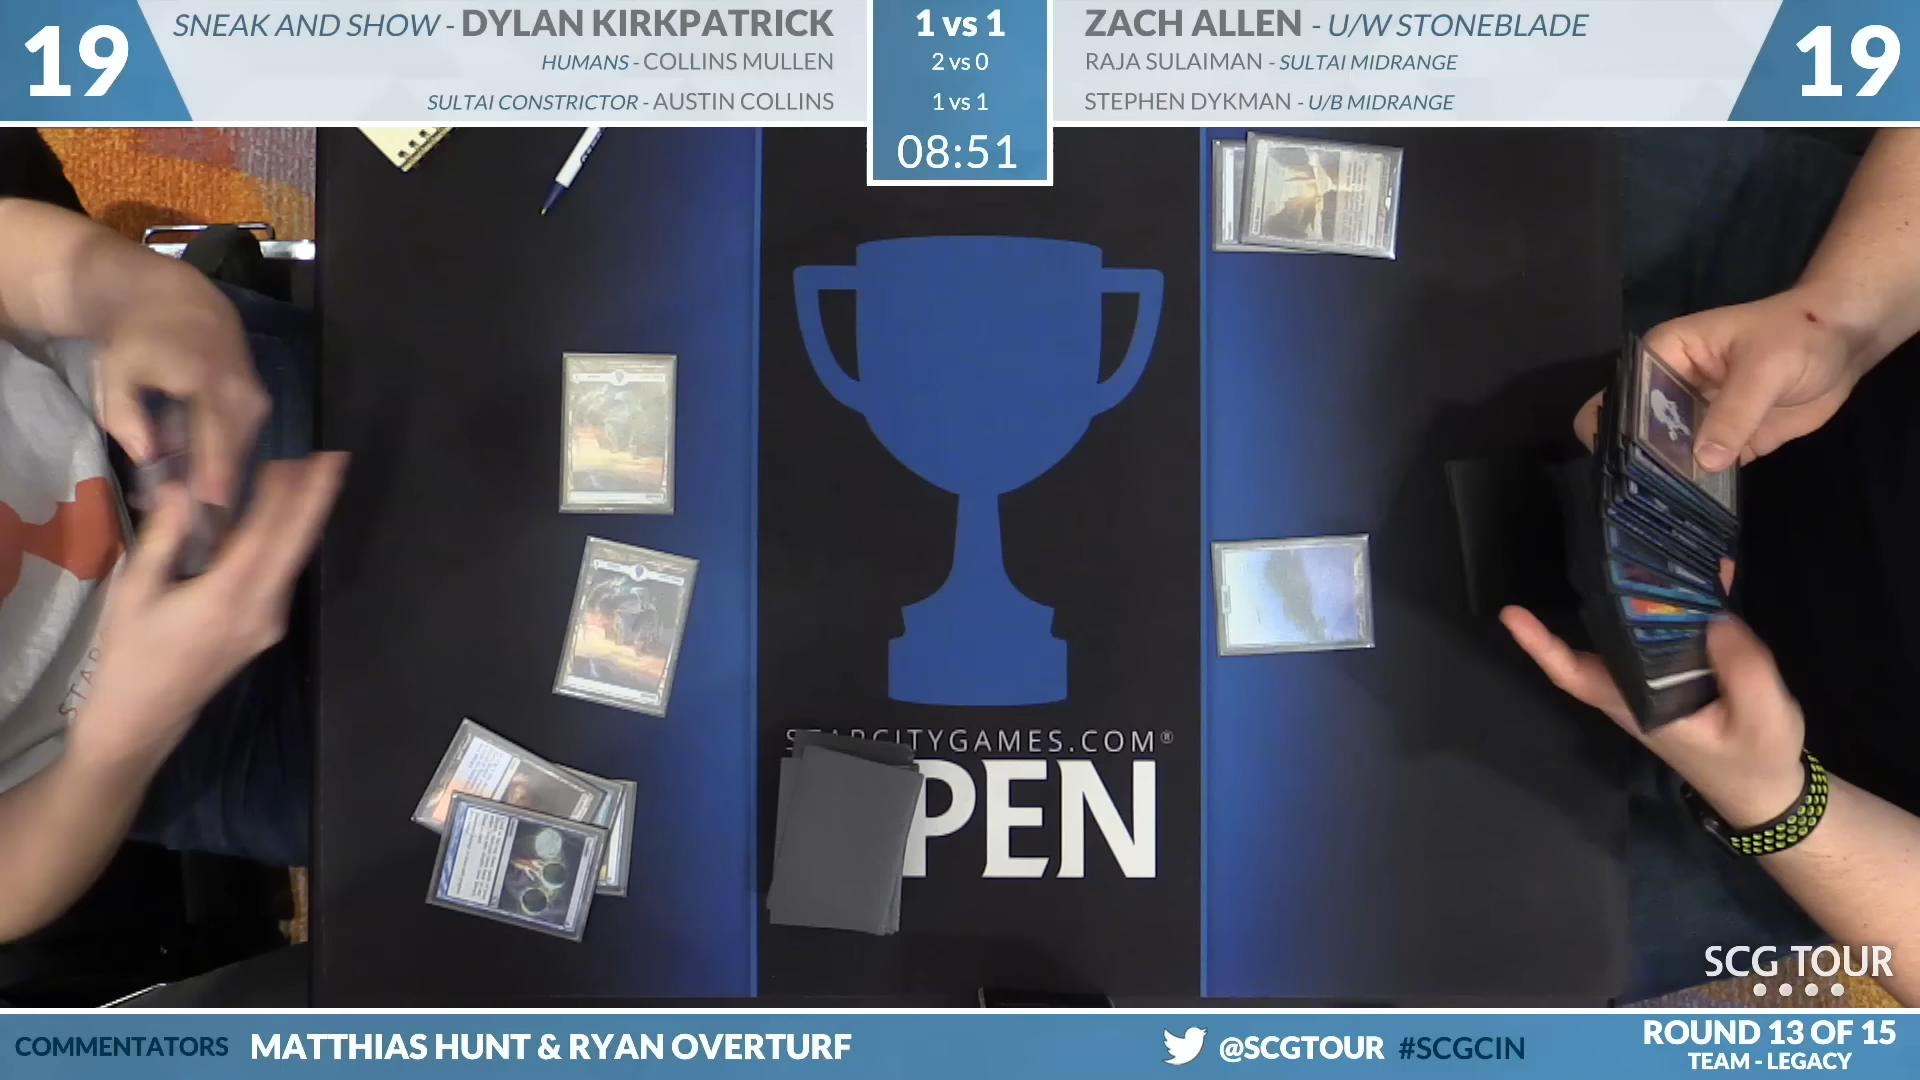 19
SNEAK AND SHOW - DYLAN KIRKPATRICK
HUMANS - COLLINS MULLEN
SULTAI CONSTRICTOR - AUSTIN COLLINS
1 vs 1
2 vs 0
1 vs 1
08:51
ZACH ALLEN - U/W STONEBLADE
RAJA SULAIMAN - SULTAI MIDRANGE
STEPHEN DYKMAN - U/B MIDRANGE
19
STARCITYGAMES.COM®
PEN
SCG TOUR
COMMENTATORS MATTHIAS HUNT & RYAN OVERTURF
@SCGTOUR #SCGCIN
ROUND 13 OF 15
TEAM - LEGACY